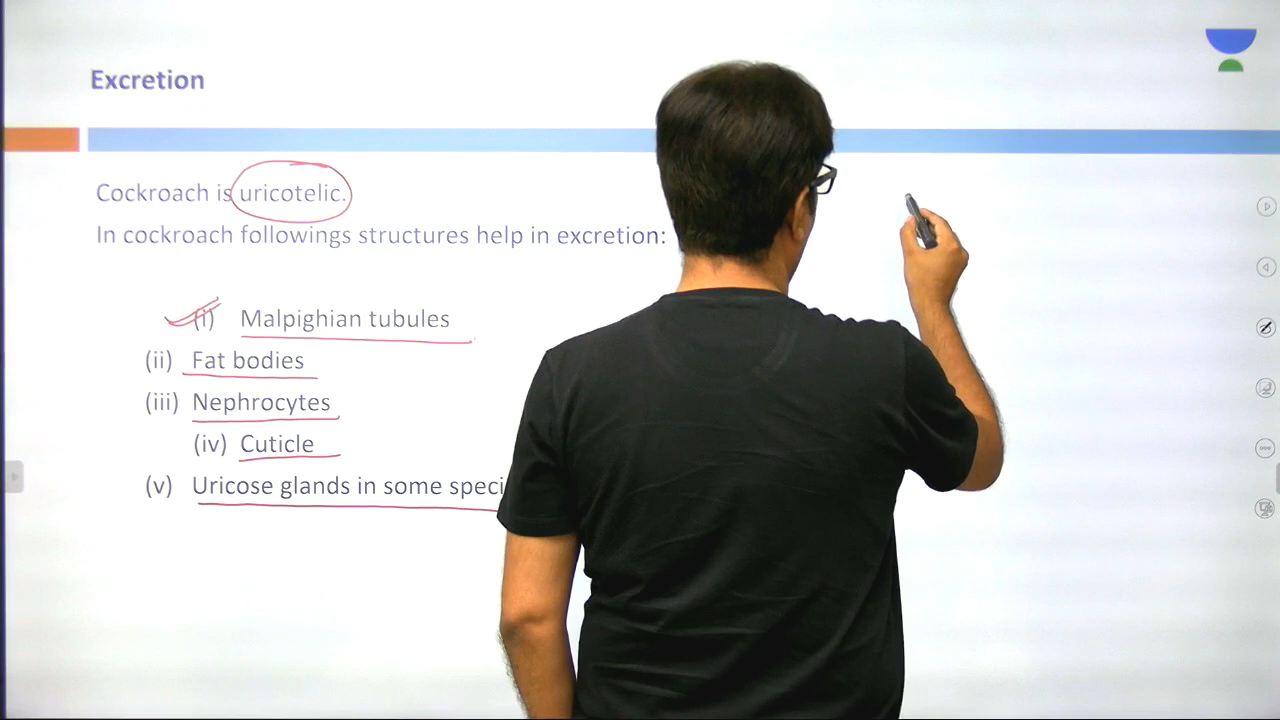 Excretion
Cockroach is uricotelic.
In cockroach followings structures help in excretion:
(i) Malpighian tubules
(ii) Fat bodies
(iii) Nephrocytes
(iv) Cuticle
(v) Uricose glands in some speci